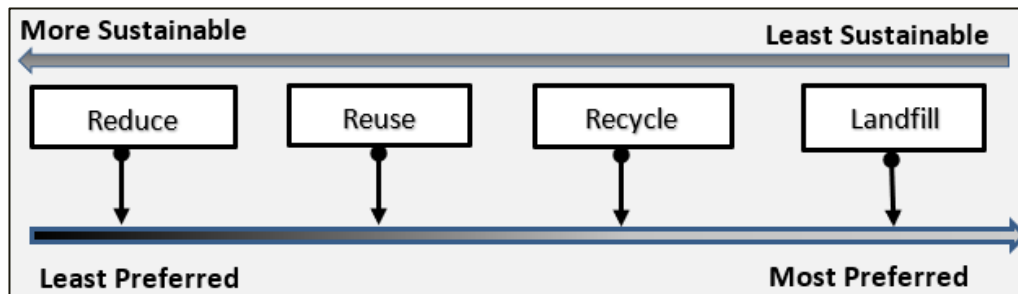 More Sustainable
Least Sustainable
Reduce
Reuse
Recycle
Landfill
Least Preferred
Most Preferred